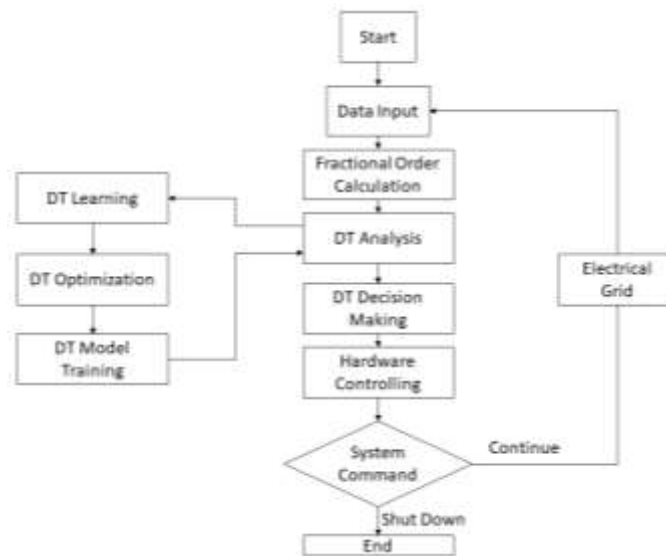 Start
Data Input
Fractional Order
Calculation
DT Learning
DT Analysis
DT Optimization
Electrical
Grid
DT Decision
Making
DT Model
Training
Hardware
Controlling
System
Command
Continue
Shut Down
End